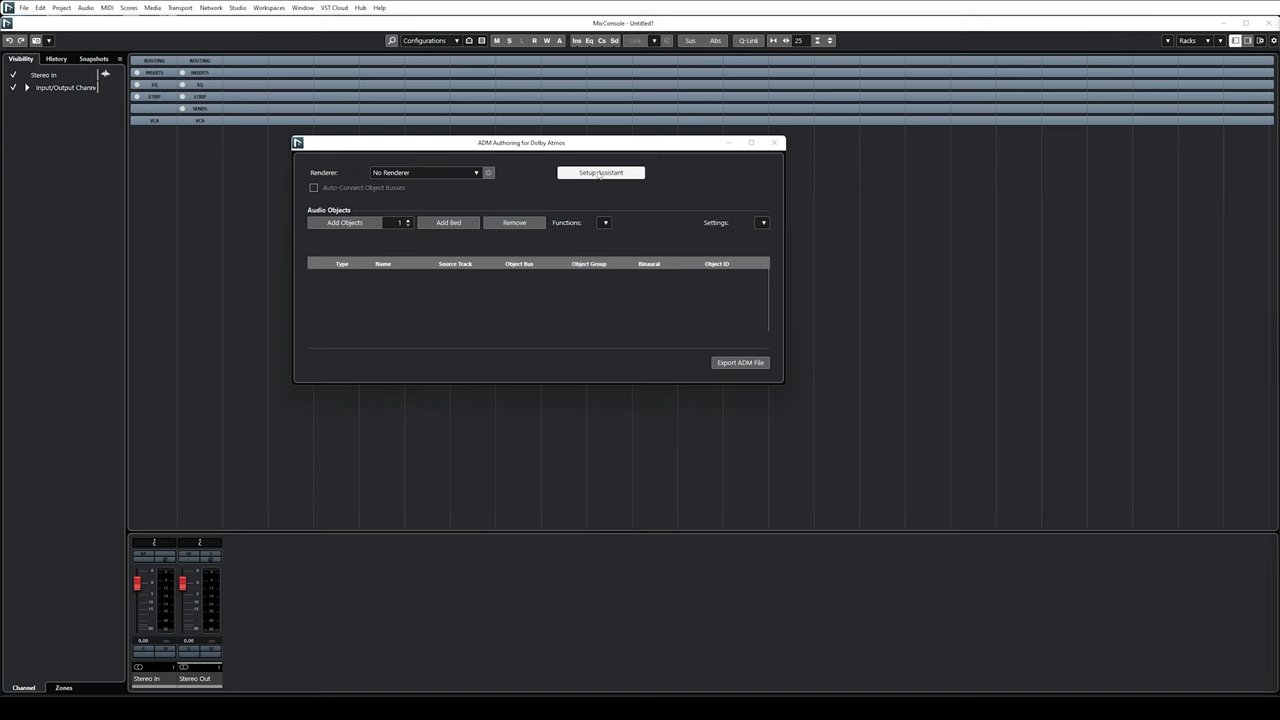 File Edit Project Audio MIDI Scores Media Transport Network Studio Workspaces Window VST Cloud Hub Help
MixConsole - Untitled1
Configurations M S L R W A Ins Eq Cs Sd Link Sus Abs Q-Link 25 Racks
Visibility History Snapshots
Stereo In
Input/Output Chann
ROUTING ROUTING
INSERTS INSERTS
EQ EQ
STRIP STRIP
SENDS
VCA VCA
ADM Authoring for Dolby Atmos
Renderer: No Renderer Setup Assistant
Auto-Connect Object Busses
Audio Objects
Add Objects 1 Add Bed Remove Functions: Settings:
Type Name Source Track Object Bus Object Group Binaural Object ID
Export ADM File
C C
0.00 0.00
1 1
Stereo In Stereo Out
Channel Zones